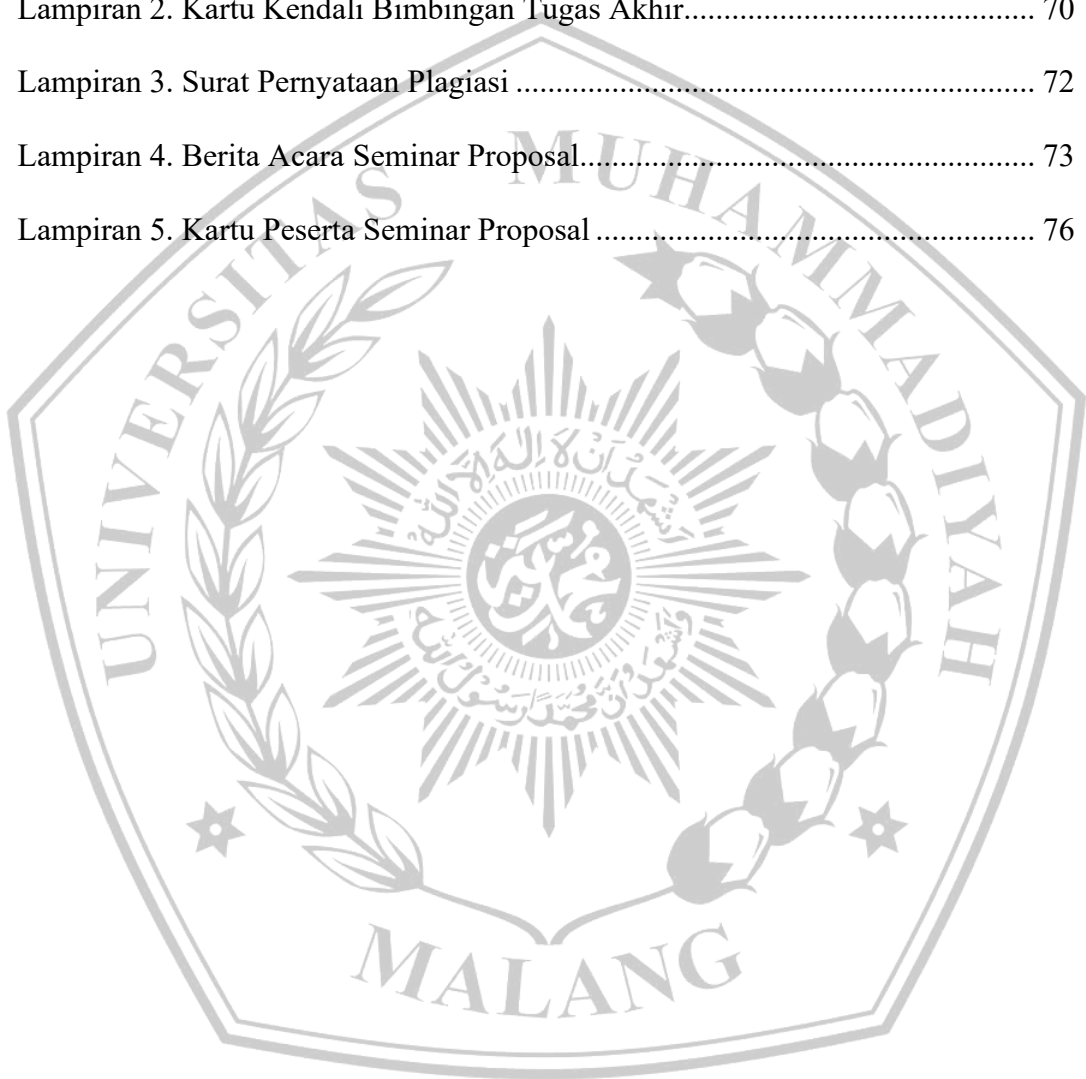 Lampiran 2. Kartu Kendali Bimbingan Tugas Akhir............................................ 70
Lampiran 3. Surat Pernyataan Plagiasi ................................................................. 72
Lampiran 4. Berita Acara Seminar Proposal......................................................... 73
Lampiran 5. Kartu Peserta Seminar Proposal ....................................................... 76
UNIVERSITAS MUHAMMADIYAH
MALANG